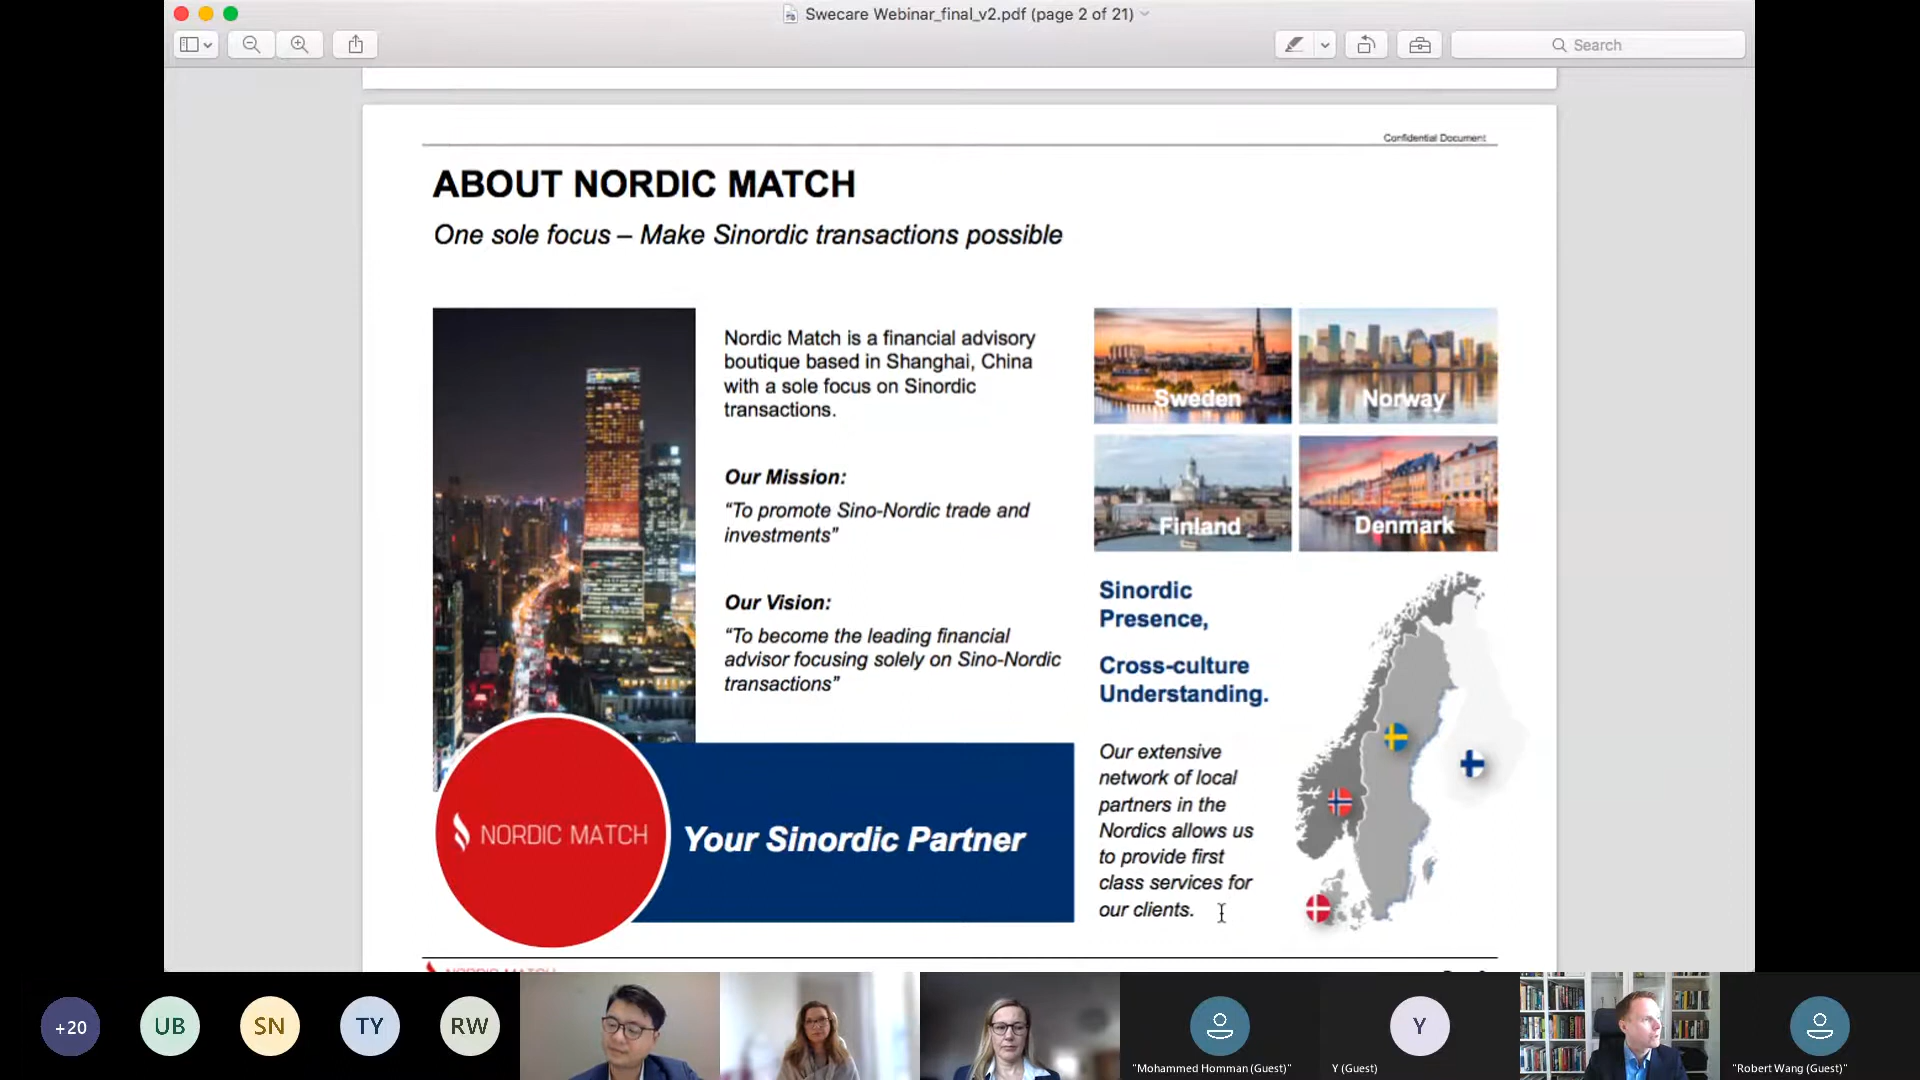 Swecare Webinar_final_v2.pdf (page 2 of 21)
Search
Confidential Document
ABOUT NORDIC MATCH
One sole focus – Make Sinordic transactions possible
Nordic Match is a financial advisory
boutique based in Shanghai, China
with a sole focus on Sinordic
transactions.
Our Mission:
“To promote Sino-Nordic trade and
investments”
Our Vision:
“To become the leading financial
advisor focusing solely on Sino-Nordic
transactions”
NORDIC MATCH
Your Sinordic Partner
Sweden
Norway
Finland
Denmark
Sinordic
Presence,
Cross-culture
Understanding.
Our extensive
network of local
partners in the
Nordics allows us
to provide first
class services for
our clients.
NORDIC MATCH
+20
UB
SN
TY
RW
"Mohammed Homman (Guest)"
Y
Y (Guest)
"Robert Wang (Guest)"